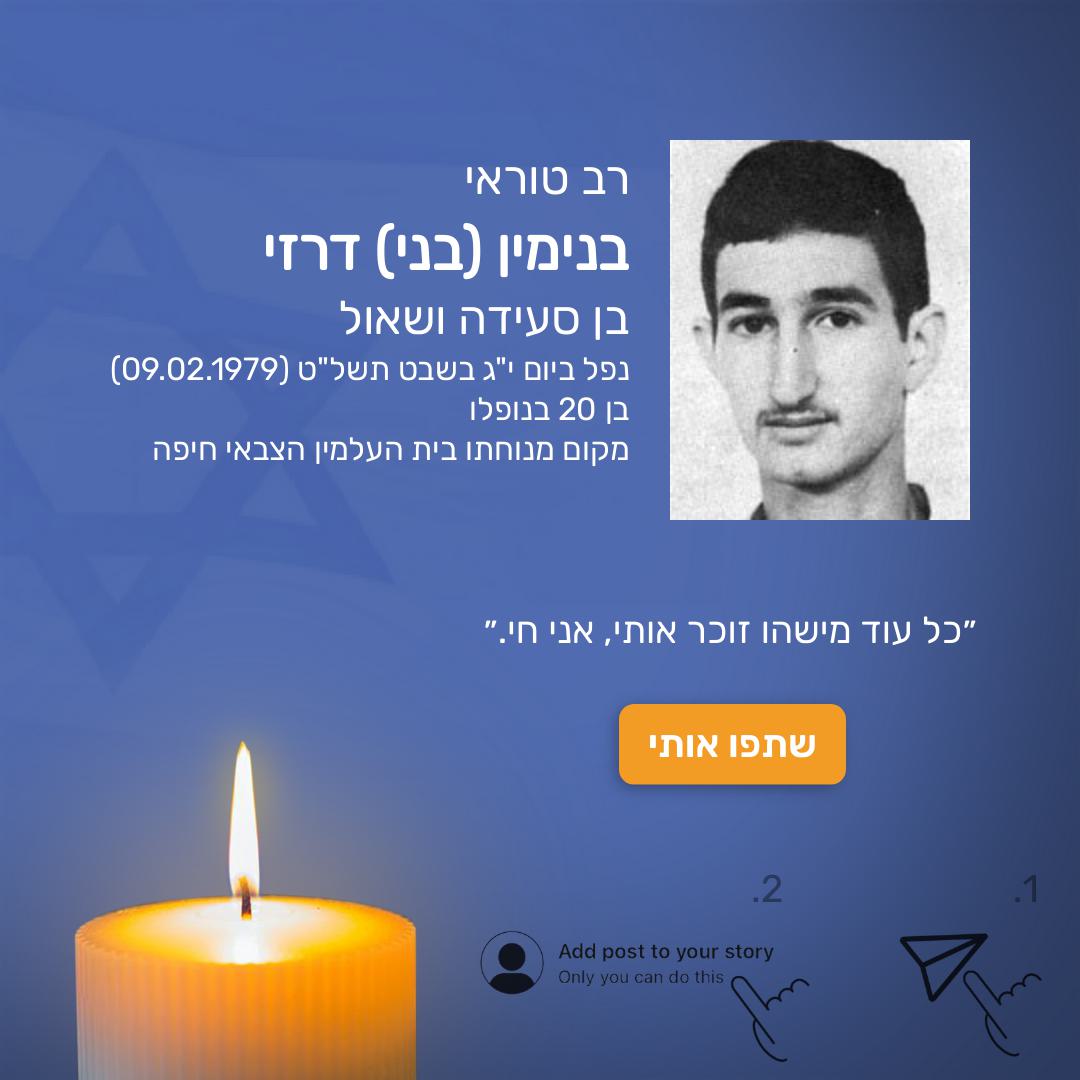 רב טוראי
בנימין (בני) דרזי
בן סעידה ושאול
נפל ביום י"ג בשבט תשל"ט (09.02.1979)
בן 20 בנופלו
מקום מנוחתו בית העלמין הצבאי חיפה
״כל עוד מישהו זוכר אותי, אני חי.״
שתפו אותי
1.
2.
Add post to your story
Only you can do this